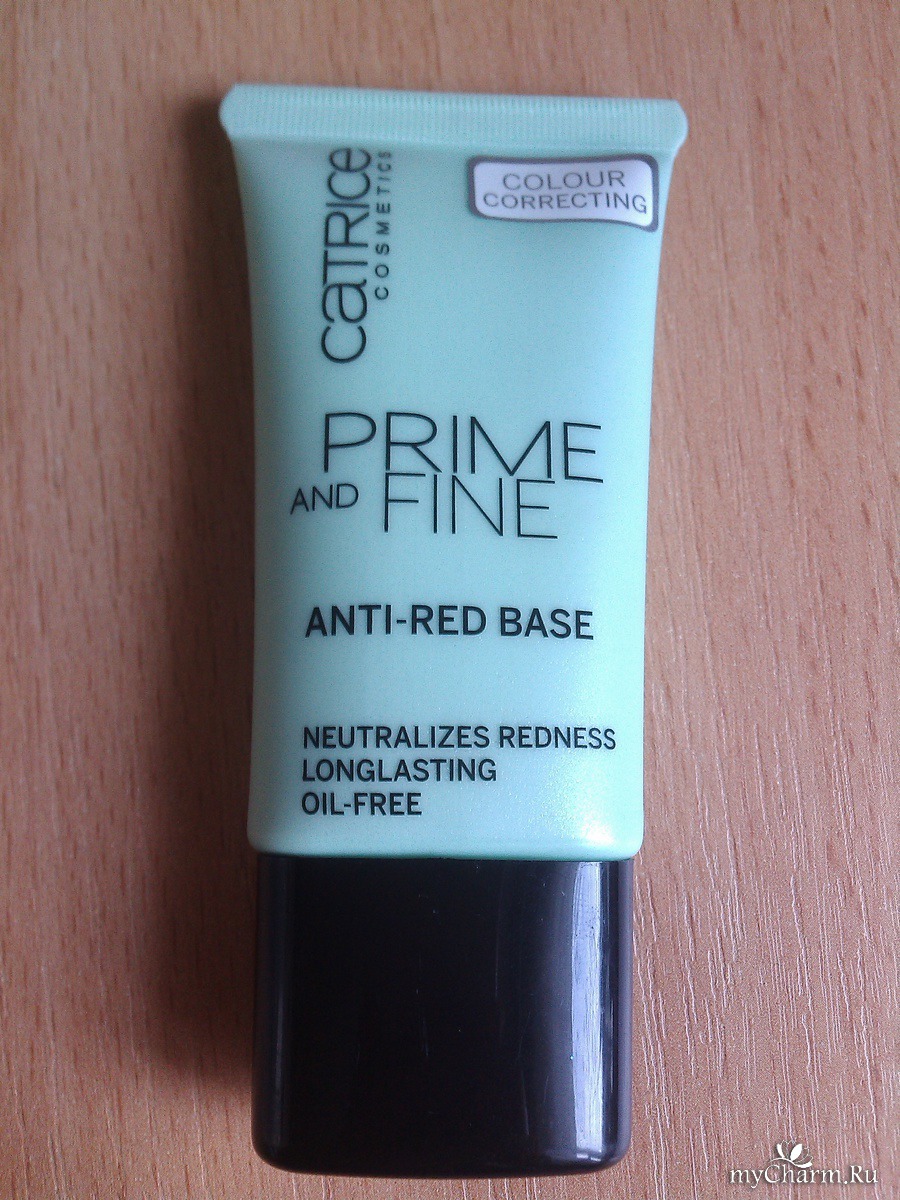 CATRICE
COSMETICS
COLOUR
CORRECTING
PRIME
AND FINE
ANTI-RED BASE
NEUTRALIZES REDNESS
LONGLASTING
OIL-FREE
myCharm.Ru